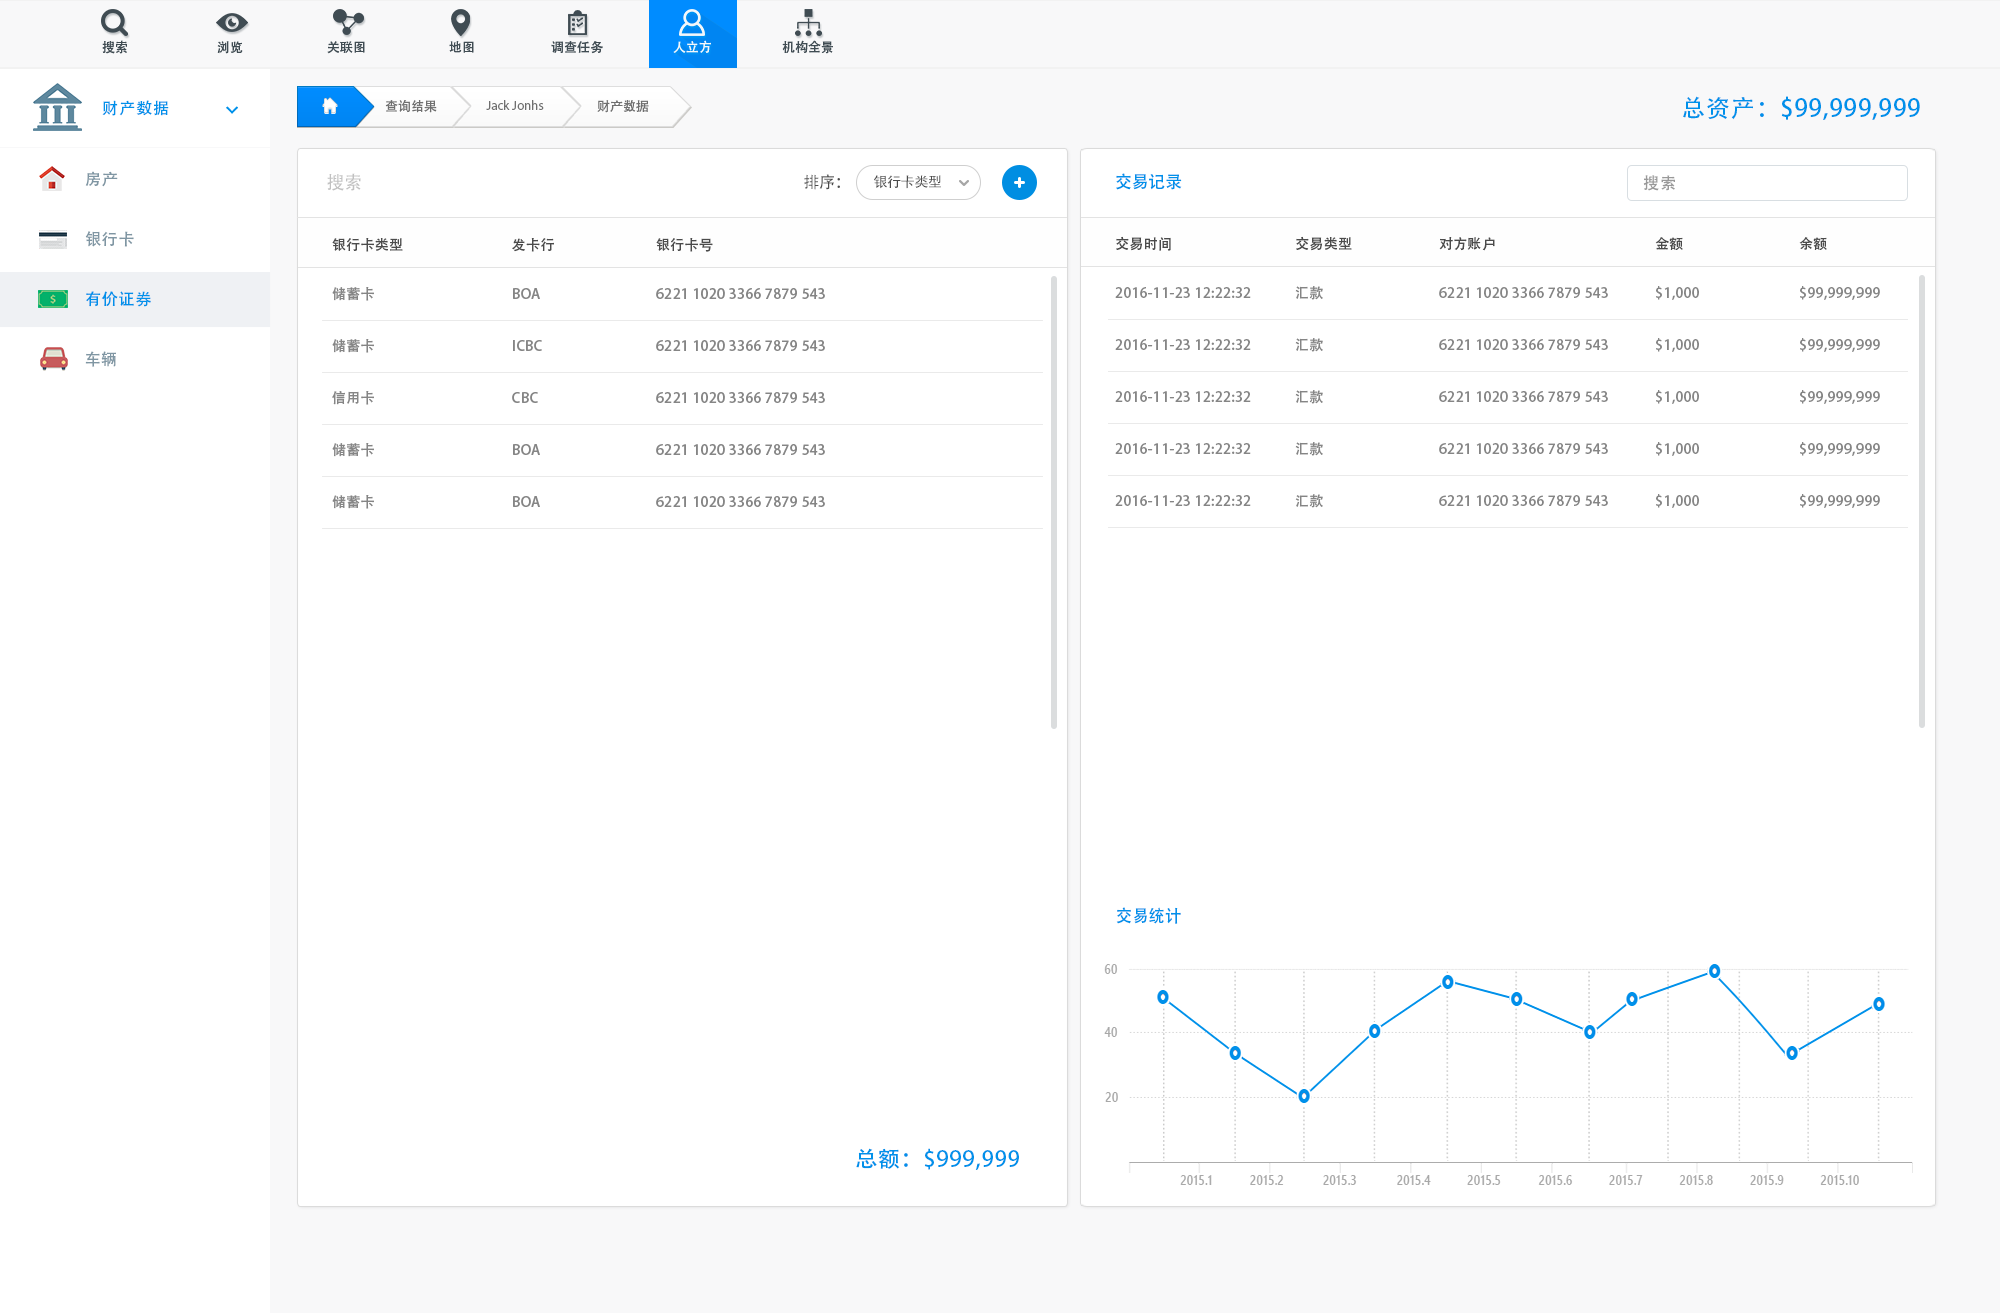 搜索 浏览 关联图 地图 调查任务 人立方 机构全景
财产数据
房产
银行卡
$ 有价证券
车辆
查询结果 Jack Jonhs 财产数据
总资产：$99,999,999
搜索 排序： 银行卡类型
银行卡类型 发卡行 银行卡号
储蓄卡 BOA 6221 1020 3366 7879 543
储蓄卡 ICBC 6221 1020 3366 7879 543
信用卡 CBC 6221 1020 3366 7879 543
储蓄卡 BOA 6221 1020 3366 7879 543
储蓄卡 BOA 6221 1020 3366 7879 543
总额：$999,999
交易记录 搜索
交易时间 交易类型 对方账户 金额 余额
2016-11-23 12:22:32 汇款 6221 1020 3366 7879 543 $1,000 $99,999,999
2016-11-23 12:22:32 汇款 6221 1020 3366 7879 543 $1,000 $99,999,999
2016-11-23 12:22:32 汇款 6221 1020 3366 7879 543 $1,000 $99,999,999
2016-11-23 12:22:32 汇款 6221 1020 3366 7879 543 $1,000 $99,999,999
2016-11-23 12:22:32 汇款 6221 1020 3366 7879 543 $1,000 $99,999,999
交易统计
60
40
20
2015.1 2015.2 2015.3 2015.4 2015.5 2015.6 2015.7 2015.8 2015.9 2015.10